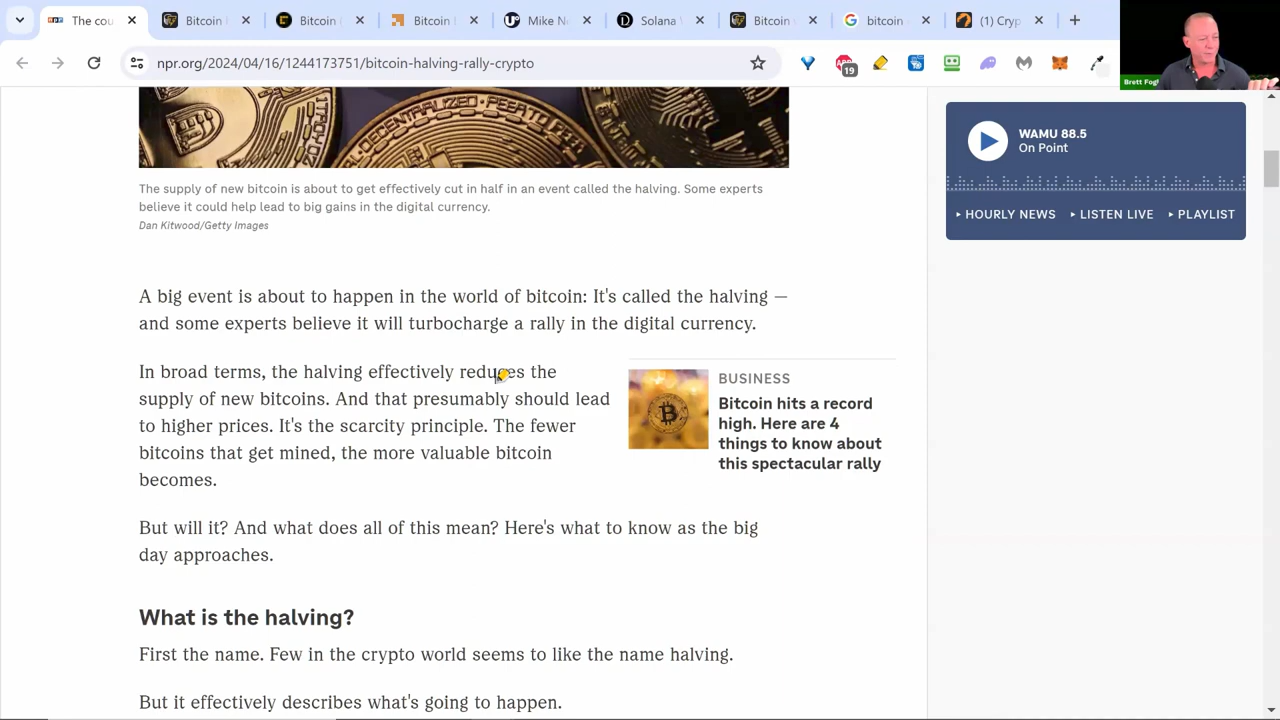 The cou
Bitcoin
Bitcoin
Bitcoin
Mike N
Solana
Bitcoin
bitcoin
(1) Cryp
npr.org/2024/04/16/1244173751/bitcoin-halving-rally-crypto
19
Brett Fogl
DECENTRALIZED
The supply of new bitcoin is about to get effectively cut in half in an event called the halving. Some experts
believe it could help lead to big gains in the digital currency.
Dan Kitwood/Getty Images
WAMU 88.5
On Point
HOURLY NEWS
LISTEN LIVE
PLAYLIST
A big event is about to happen in the world of bitcoin: It's called the halving —
and some experts believe it will turbocharge a rally in the digital currency.
In broad terms, the halving effectively reduces the
supply of new bitcoins. And that presumably should lead
to higher prices. It's the scarcity principle. The fewer
bitcoins that get mined, the more valuable bitcoin
becomes.
BUSINESS
Bitcoin hits a record
high. Here are 4
things to know about
this spectacular rally
But will it? And what does all of this mean? Here's what to know as the big
day approaches.
What is the halving?
First the name. Few in the crypto world seems to like the name halving.
But it effectively describes what's going to happen.